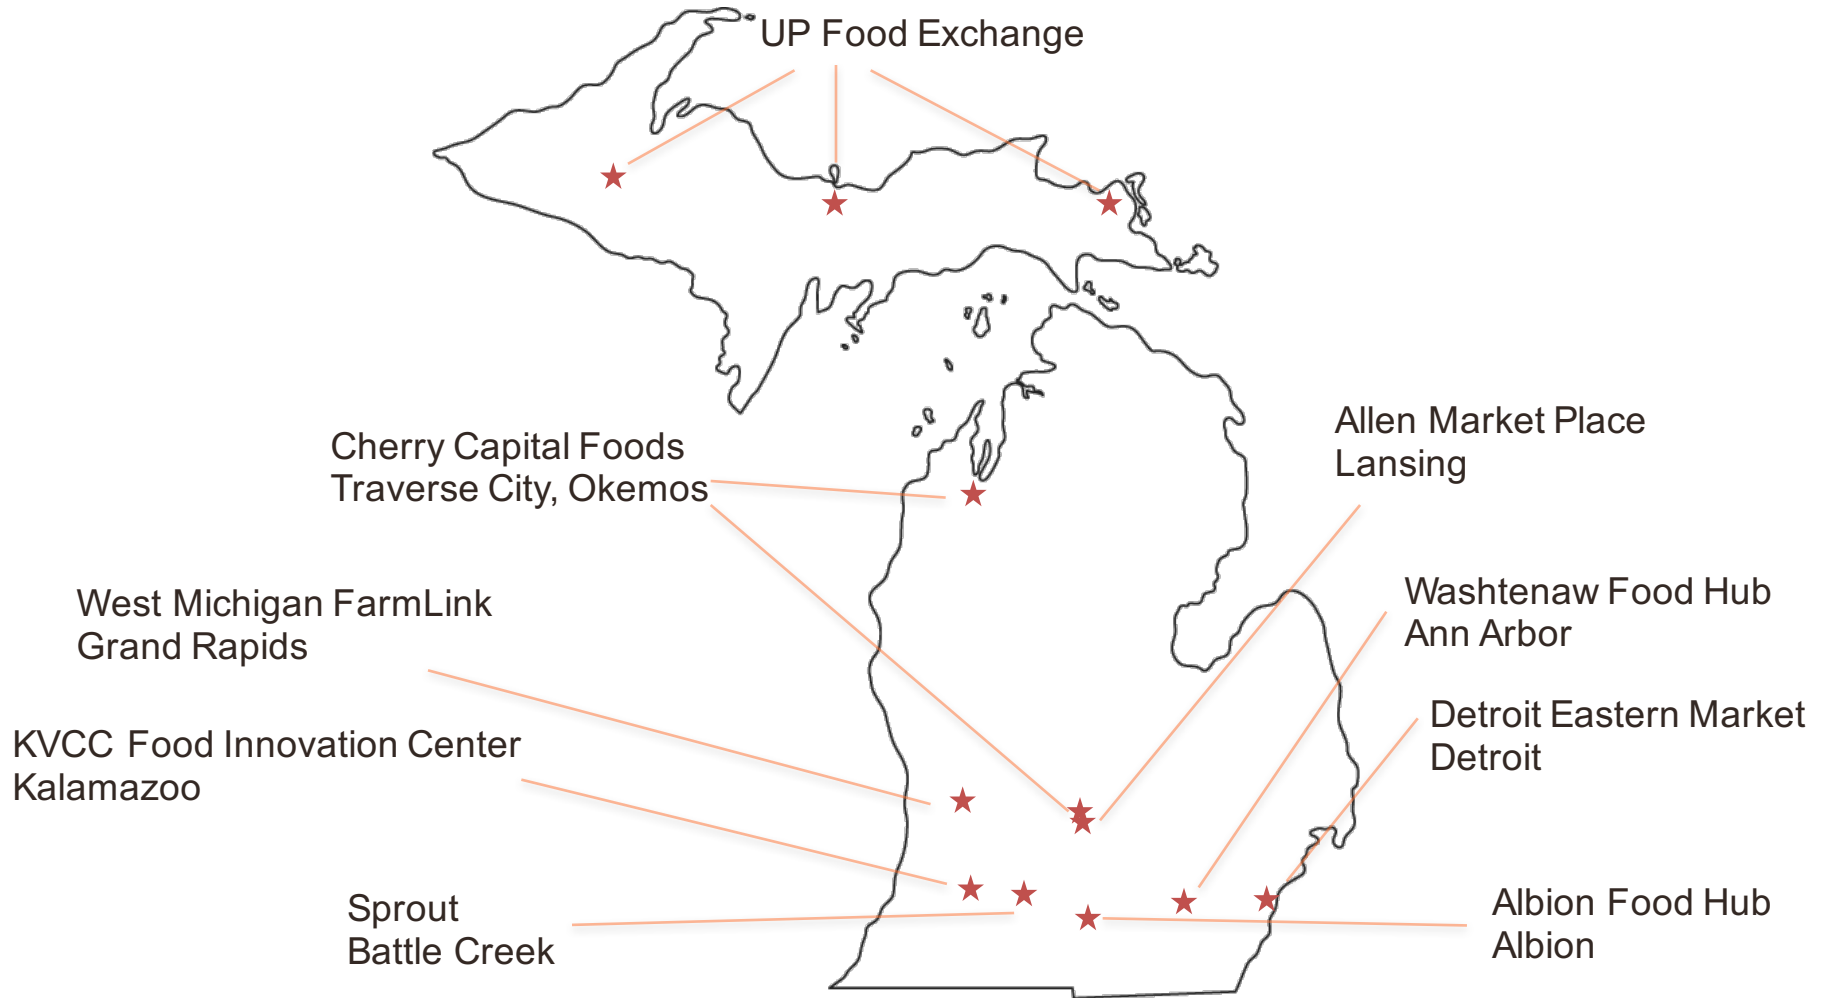 UP Food Exchange
Cherry Capital Foods
Traverse City, Okemos
Allen Market Place
Lansing
West Michigan FarmLink
Grand Rapids
Washtenaw Food Hub
Ann Arbor
KVCC Food Innovation Center
Kalamazoo
Detroit Eastern Market
Detroit
Sprout
Battle Creek
Albion Food Hub
Albion